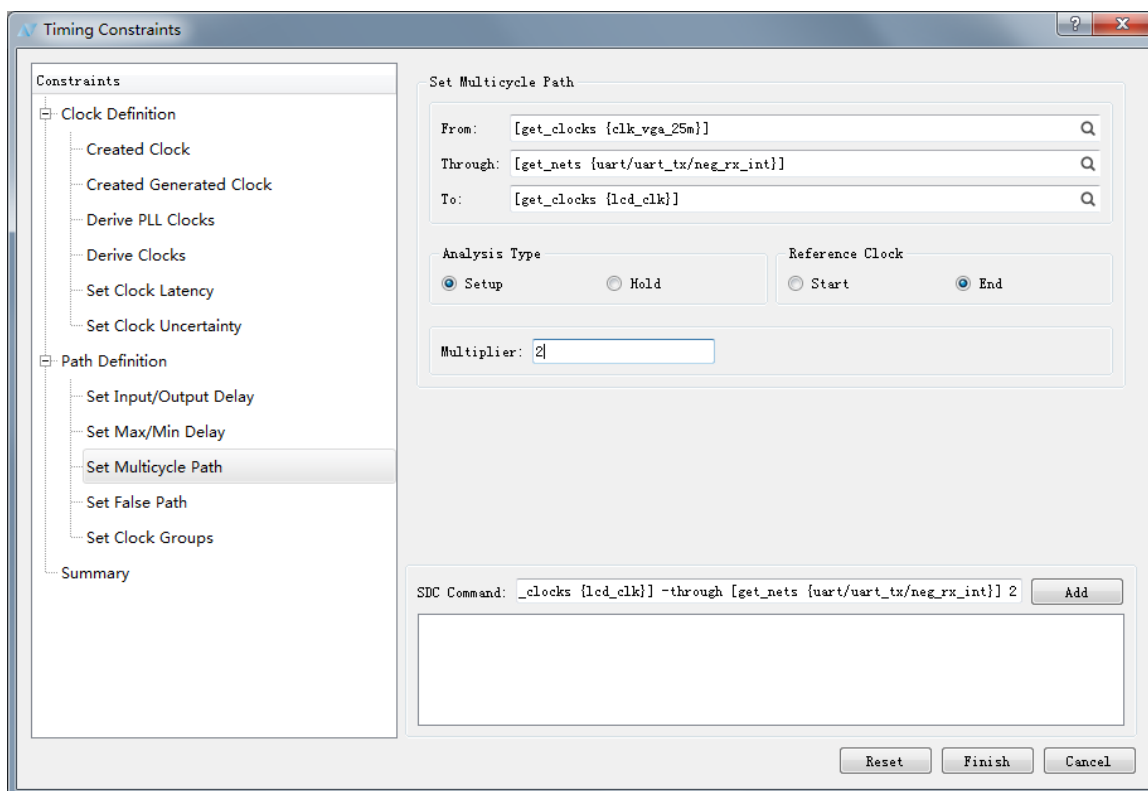 Timing Constraints
Constraints
Clock Definition
Created Clock
Created Generated Clock
Derive PLL Clocks
Derive Clocks
Set Clock Latency
Set Clock Uncertainty
Path Definition
Set Input/Output Delay
Set Max/Min Delay
Set Multicycle Path
Set False Path
Set Clock Groups
Summary
Set Multicycle Path
From: [get_clocks {clk_vga_25m}]
Through: [get_nets {uart/uart_tx/neg_rx_int}]
To: [get_clocks {lcd_clk}]
Analysis Type
Setup Hold
Reference Clock
Start End
Multiplier: 2
SDC Command: _clocks {lcd_clk}] -through [get_nets {uart/uart_tx/neg_rx_int}] 2 Add
Reset Finish Cancel